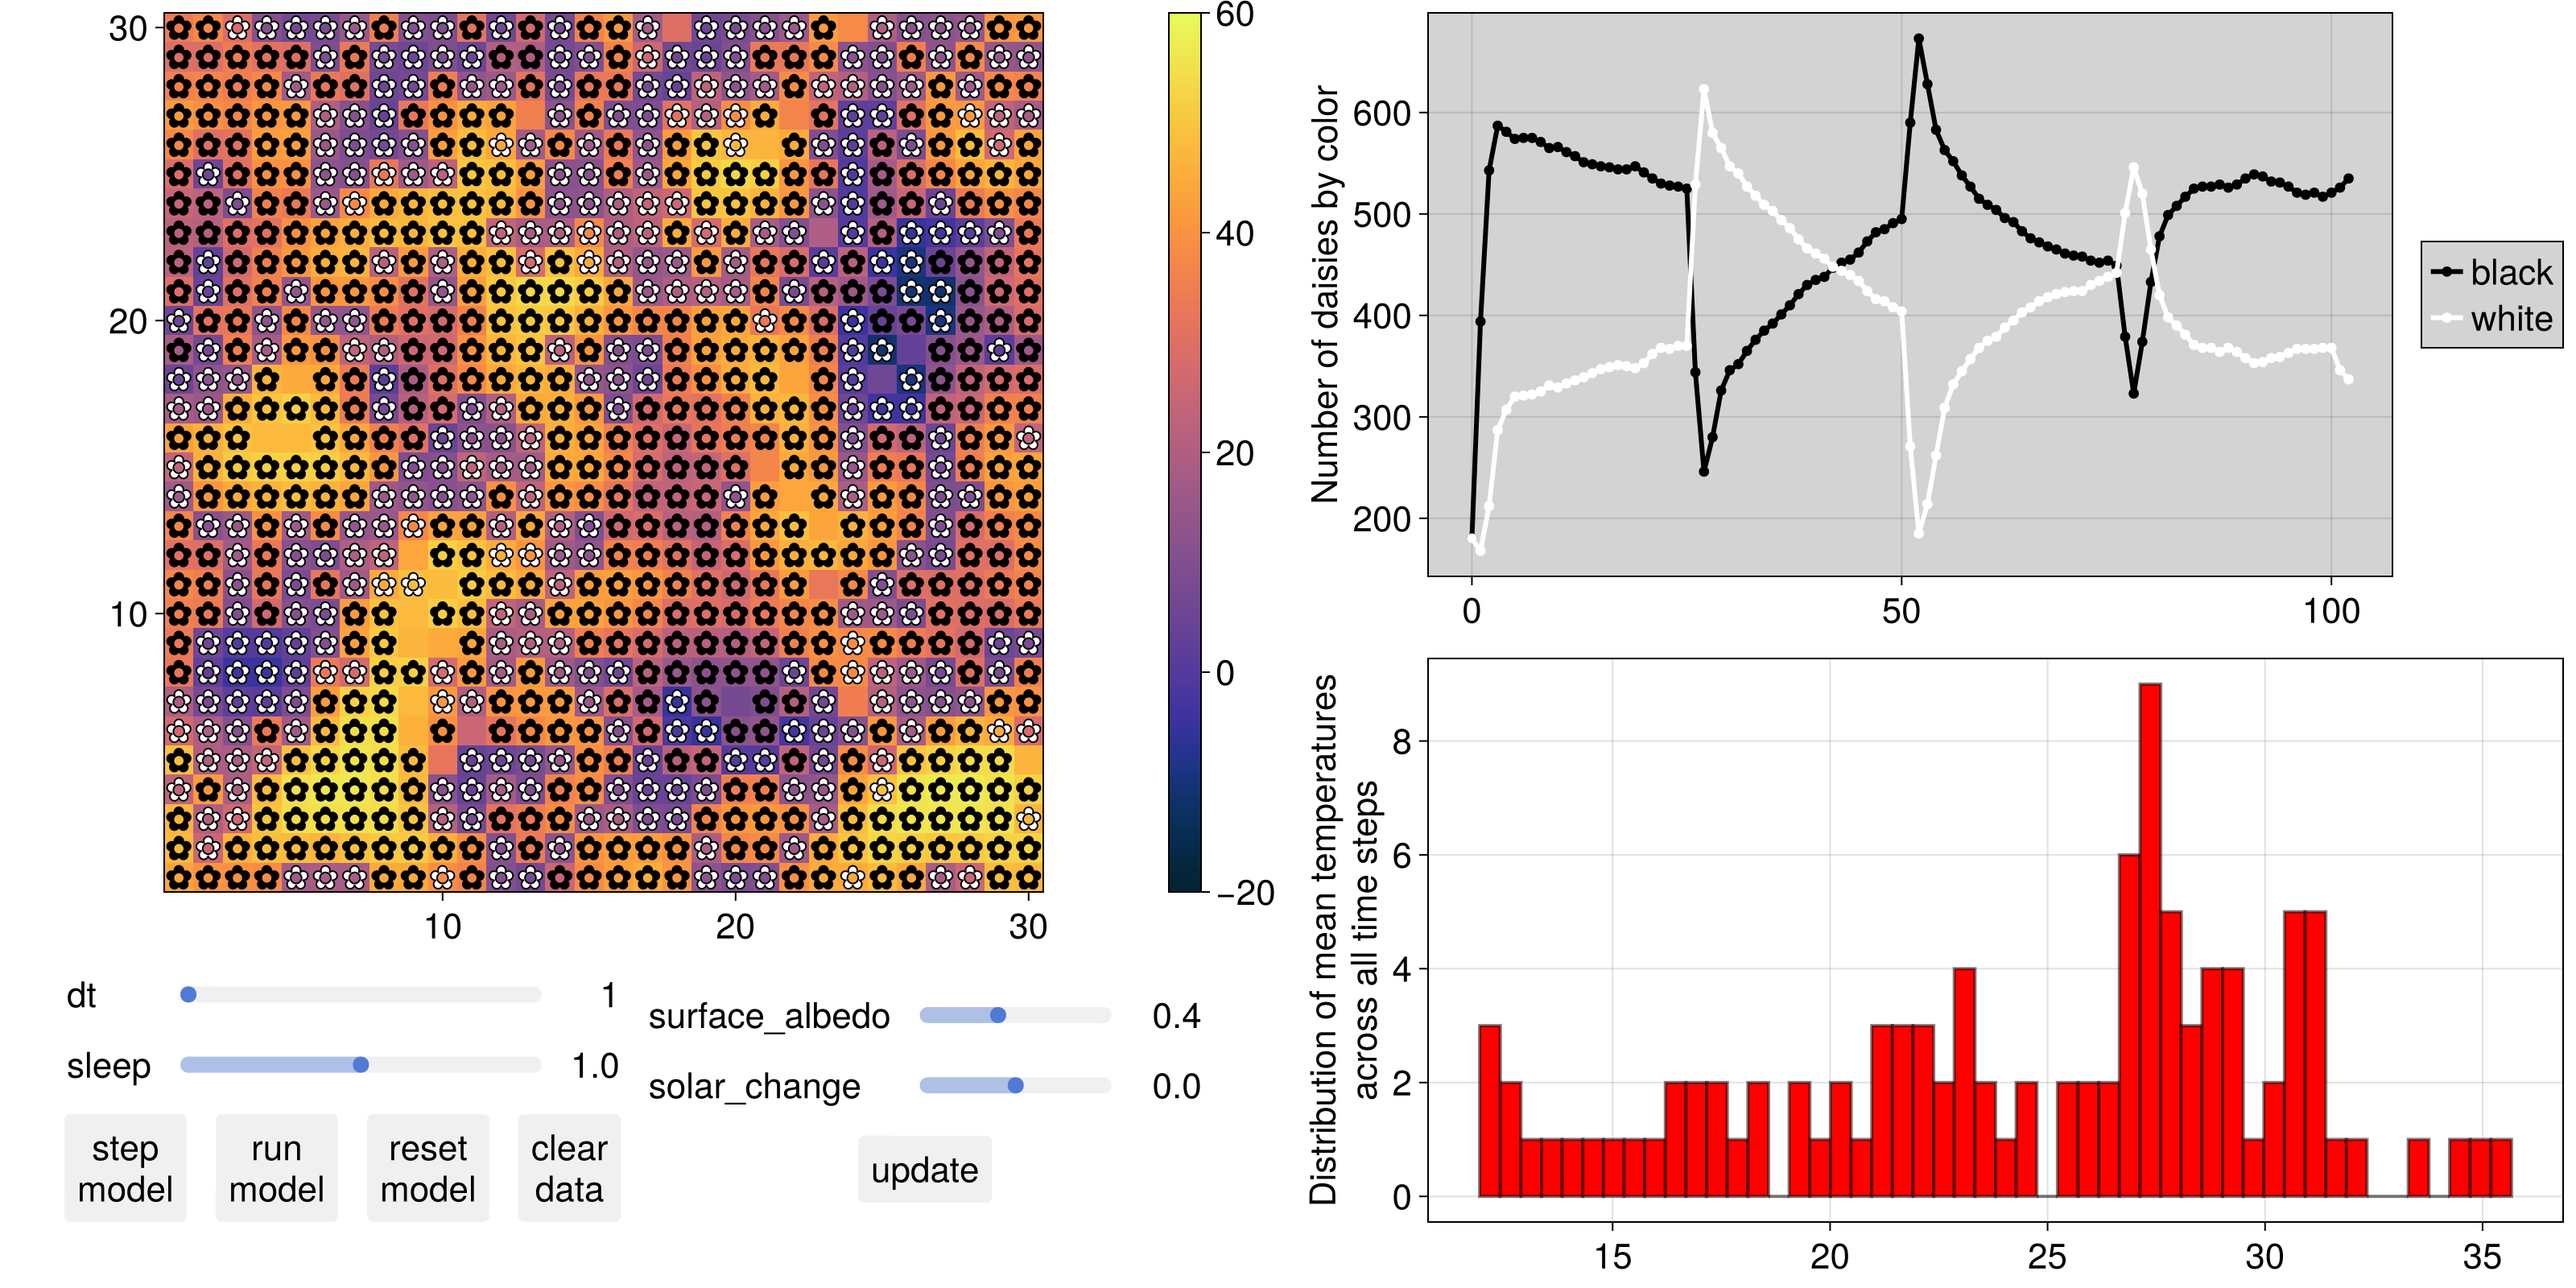 30
20
10
10
20
30
60
40
20
0
−20
Number of daisies by color
600
500
400
300
200
0
50
100
black
white
Distribution of mean temperatures
across all time steps
8
6
4
2
0
15
20
25
30
35
dt
1
sleep
1.0
surface_albedo
0.4
solar_change
0.0
step
model
run
model
reset
model
clear
data
update